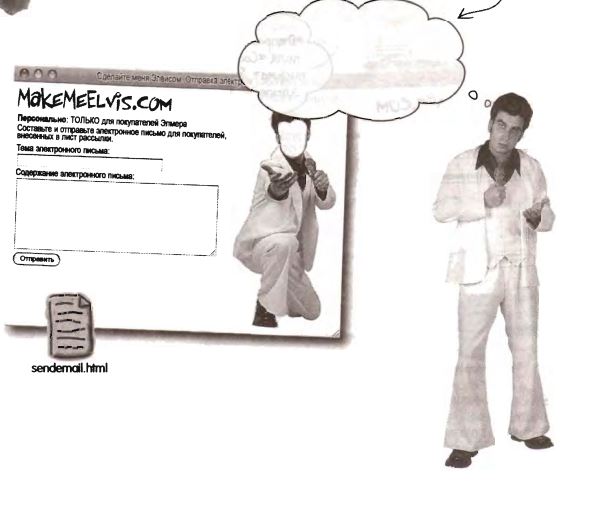 Сделайте меня Элвисом: Отправка электр
MakeMeElvis.com
Персонально: ТОЛЬКО для покупателей Элмера
Составьте и отправьте электронное письмо для покупателей,
внесенных в лист рассылки.
Тема электронного письма:
Содержание электронного письма:
Отправить
sendemail.html